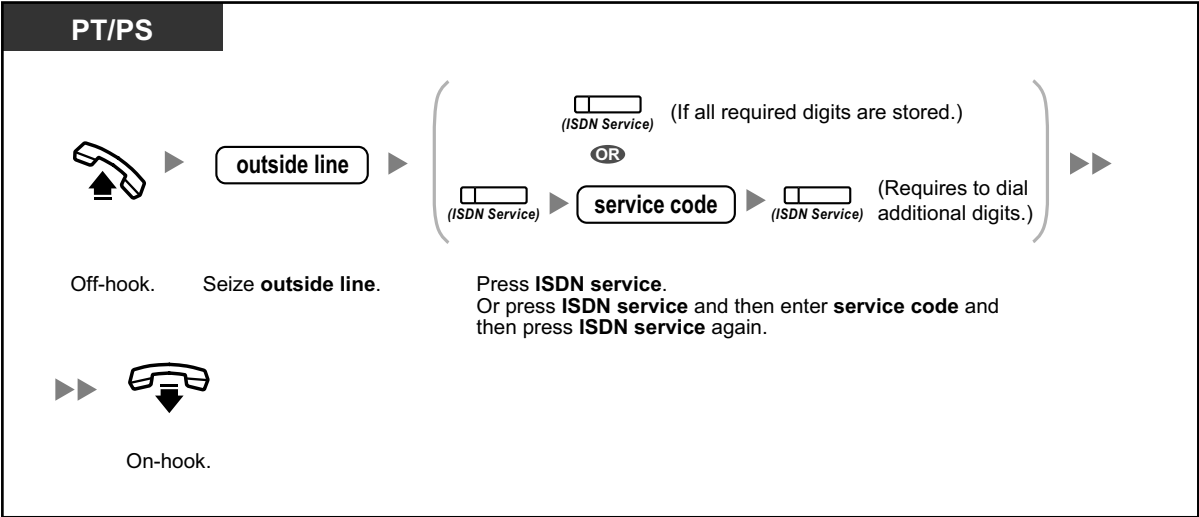 PT/PS
(ISDN Service) (If all required digits are stored.)
OR
outside line
(ISDN Service) service code (ISDN Service) (Requires to dial
additional digits.)
Off-hook. Seize outside line. Press ISDN service.
Or press ISDN service and then enter service code and
then press ISDN service again.
On-hook.